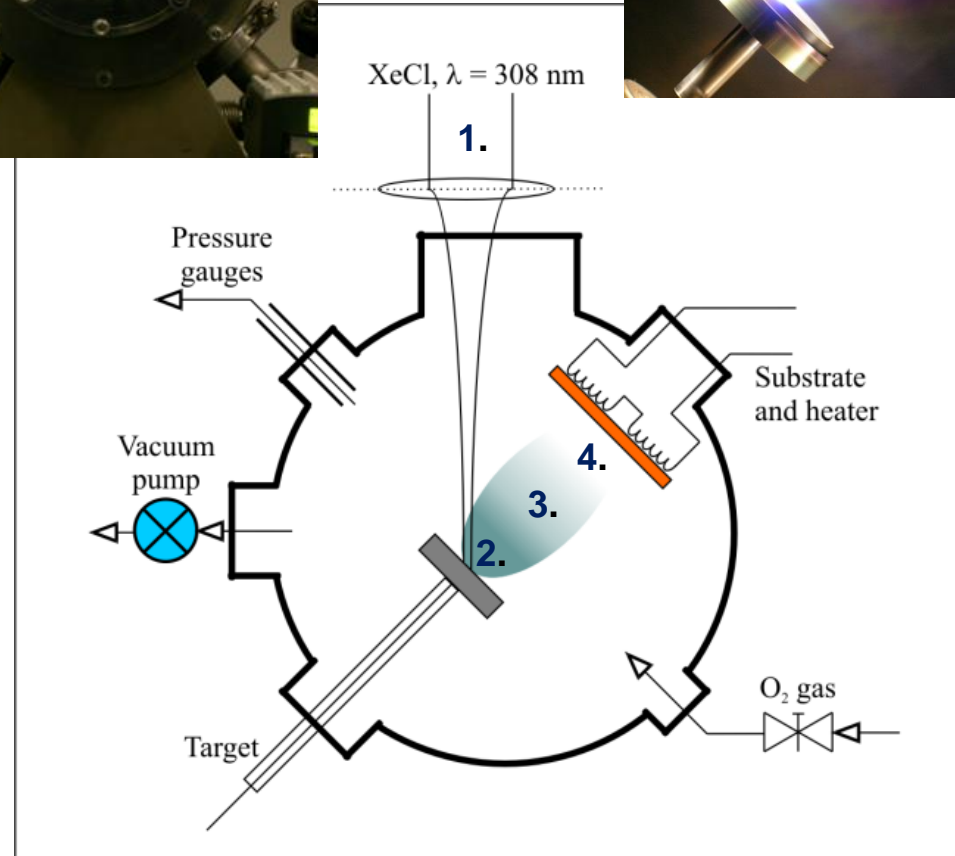 XeCl, λ = 308 nm
1.
Pressure
gauges
Substrate
and heater
Vacuum
pump
4.
3.
2.
O₂ gas
Target